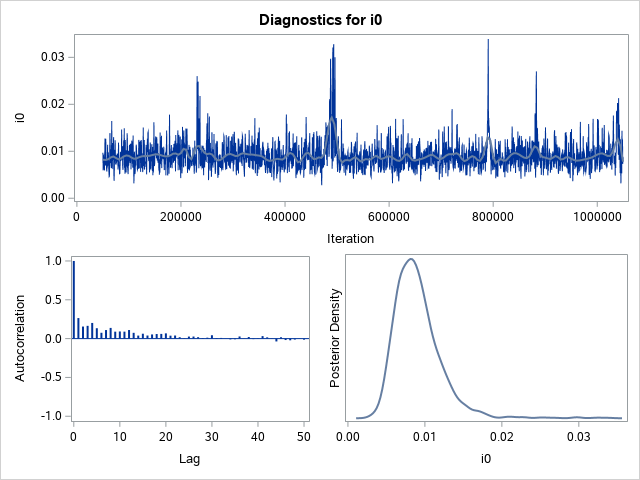 Diagnostics for i0
0.03
0.02
0.01
0.00
i0
0 200000 400000 600000 800000 1000000
Iteration
1.0
0.5
0.0
-0.5
-1.0
Autocorrelation
0 10 20 30 40 50
Lag
Posterior Density
0.00 0.01 0.02 0.03
i0